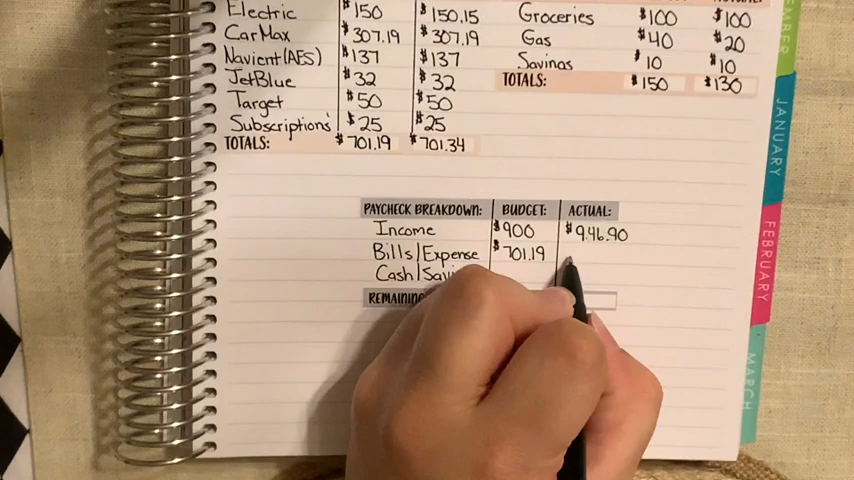 Electric $150 $150.15
CarMax $307.19 $307.19
Navient (AES) $137 $137
JetBlue $32 $32
Target $50 $50
Subscriptions $25 $25
TOTALS: $701.19 $701.34
Groceries $100 $100
Gas $40 $20
Savings $10 $10
TOTALS: $150 $130
PAYCHECK BREAKDOWN: BUDGET: ACTUAL:
Income $900 $946.90
Bills/Expense $701.19
Cash/Savi
REMAINING
JANUARY
FEBRUARY
MARCH